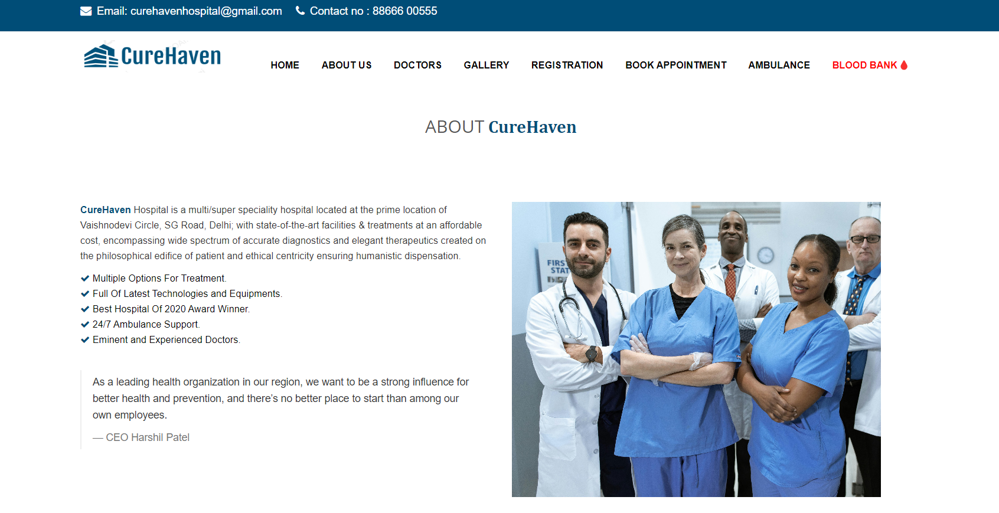 Email: curehavenhospital@gmail.com Contact no : 88666 00555
CureHaven
HOME ABOUT US DOCTORS GALLERY REGISTRATION BOOK APPOINTMENT AMBULANCE BLOOD BANK
ABOUT CureHaven
CureHaven Hospital is a multi/super speciality hospital located at the prime location of
Vaishnodevi Circle, SG Road, Delhi; with state-of-the-art facilities & treatments at an affordable
cost, encompassing wide spectrum of accurate diagnostics and elegant therapeutics created on
the philosophical edifice of patient and ethical centricity ensuring humanistic dispensation.
Multiple Options For Treatment.
Full Of Latest Technologies and Equipments.
Best Hospital Of 2020 Award Winner.
24/7 Ambulance Support.
Eminent and Experienced Doctors.
As a leading health organization in our region, we want to be a strong influence for
better health and prevention, and there’s no better place to start than among our
own employees.
— CEO Harshil Patel
FIRS
STAT